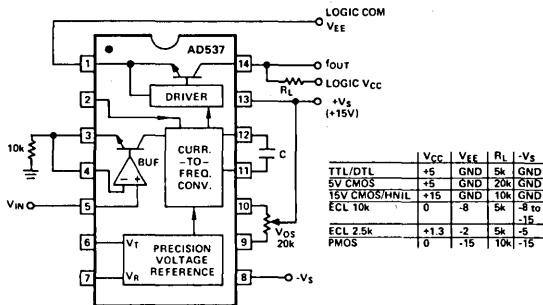 LOGIC COM
VEE
AD537
1
14
fOUT
RL
LOGIC VCC
DRIVER
2
13
+VS
(+15V)
3
12
10k
BUF
CURR.
-TO-
FREQ.
CONV.
C
4
11
- +
VIN
5
10
VOS
20k
6
VT
PRECISION
VOLTAGE
REFERENCE
9
7
VR
8
-VS
VCC VEE RL -VS
TTL/DTL +5 GND 5k GND
5V CMOS +5 GND 20k GND
15V CMOS/HNIL +15 GND 10k GND
ECL 10k 0 -8 5k -8 to
-15
ECL 2.5k +1.3 -2 5k -5
PMOS 0 -15 10k -15